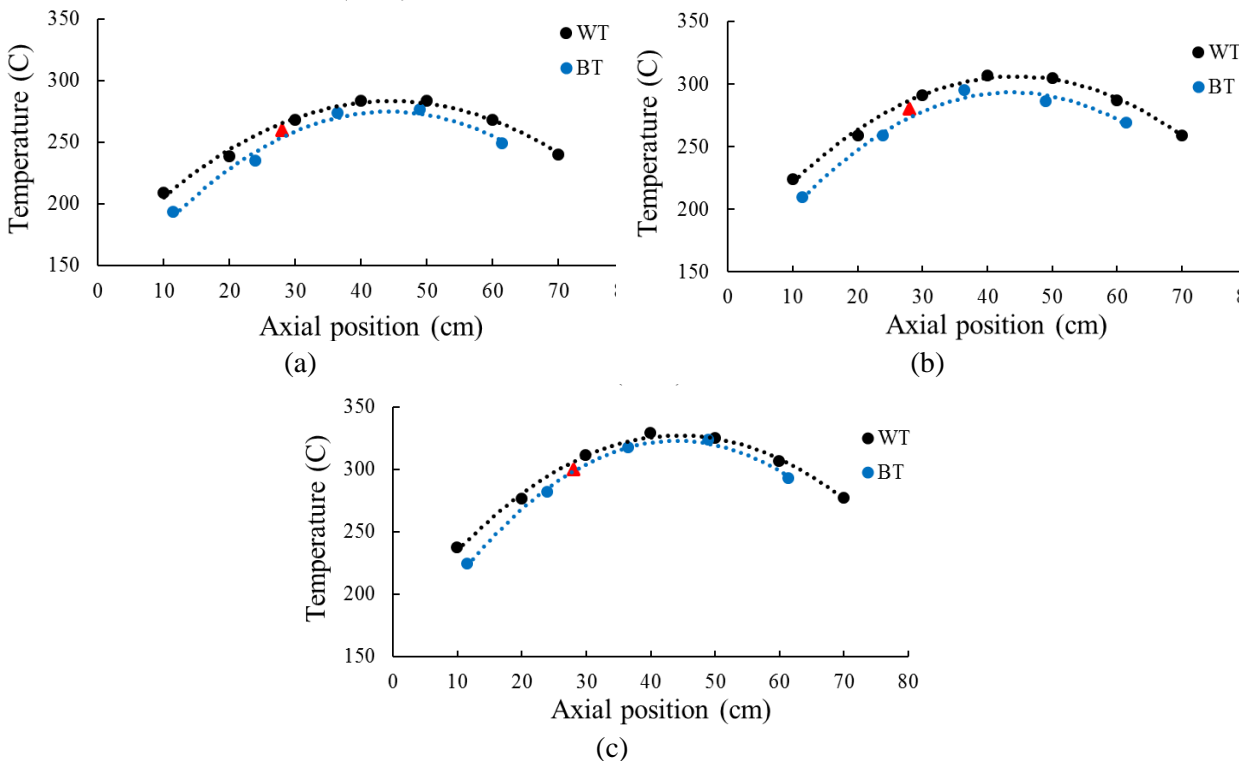 350
300
250
200
150
Temperature (C)
0 10 20 30 40 50 60 70
Axial position (cm)
WT
BT
(a)
350
300
250
200
150
Temperature (C)
0 10 20 30 40 50 60 70
Axial position (cm)
WT
BT
(b)
350
300
250
200
150
Temperature (C)
0 10 20 30 40 50 60 70 80
Axial position (cm)
WT
BT
(c)